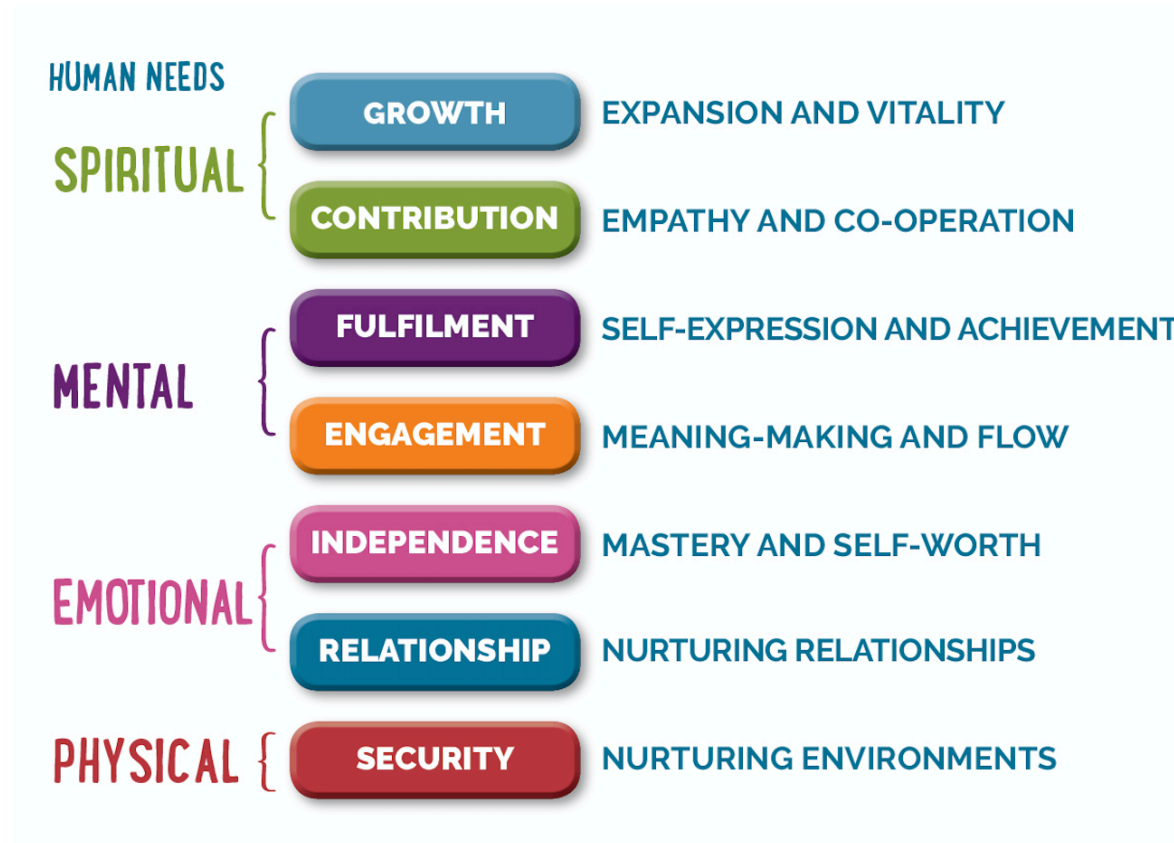 HUMAN NEEDS
SPIRITUAL
GROWTH EXPANSION AND VITALITY
CONTRIBUTION EMPATHY AND CO-OPERATION
MENTAL
FULFILMENT SELF-EXPRESSION AND ACHIEVEMENT
ENGAGEMENT MEANING-MAKING AND FLOW
EMOTIONAL
INDEPENDENCE MASTERY AND SELF-WORTH
RELATIONSHIP NURTURING RELATIONSHIPS
PHYSICAL
SECURITY NURTURING ENVIRONMENTS